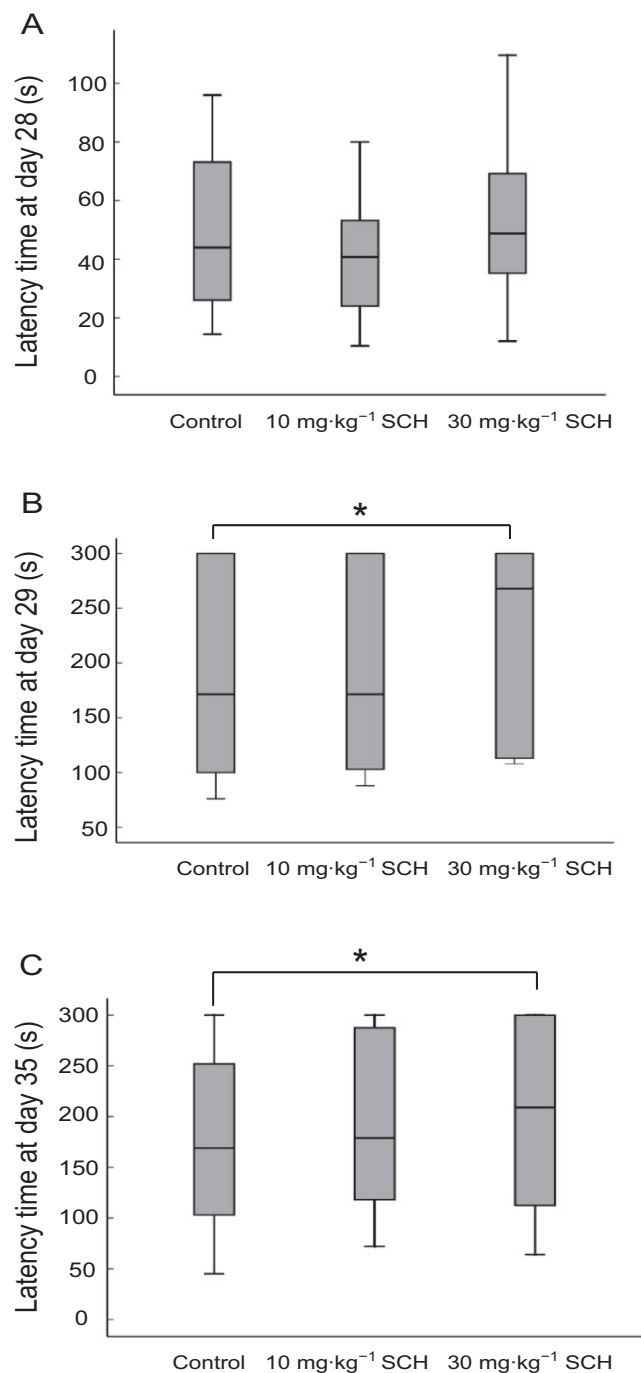 A
Latency time at day 28 (s)
100
80
60
40
20
0
Control 10 mg·kg⁻¹ SCH 30 mg·kg⁻¹ SCH
B
*
Latency time at day 29 (s)
300
250
200
150
100
50
Control 10 mg·kg⁻¹ SCH 30 mg·kg⁻¹ SCH
C
*
Latency time at day 35 (s)
300
250
200
150
100
50
0
Control 10 mg·kg⁻¹ SCH 30 mg·kg⁻¹ SCH